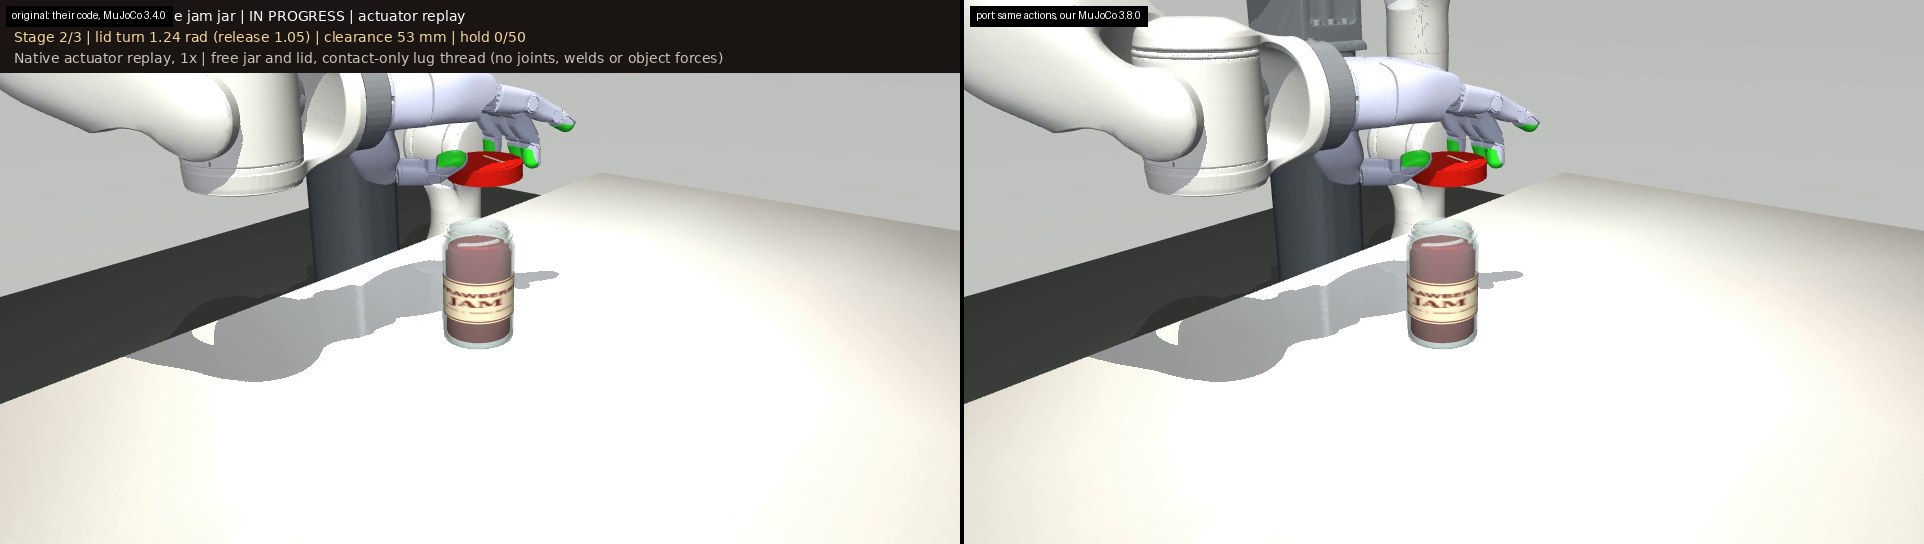 original: their code, MuJoCo 3.4.0
e jam jar | IN PROGRESS | actuator replay
Stage 2/3 | lid turn 1.24 rad (release 1.05) | clearance 53 mm | hold 0/50
Native actuator replay, 1x | free jar and lid, contact-only lug thread (no joints, welds or object forces)
JAM
port: same actions, our MuJoCo 3.8.0
JAM